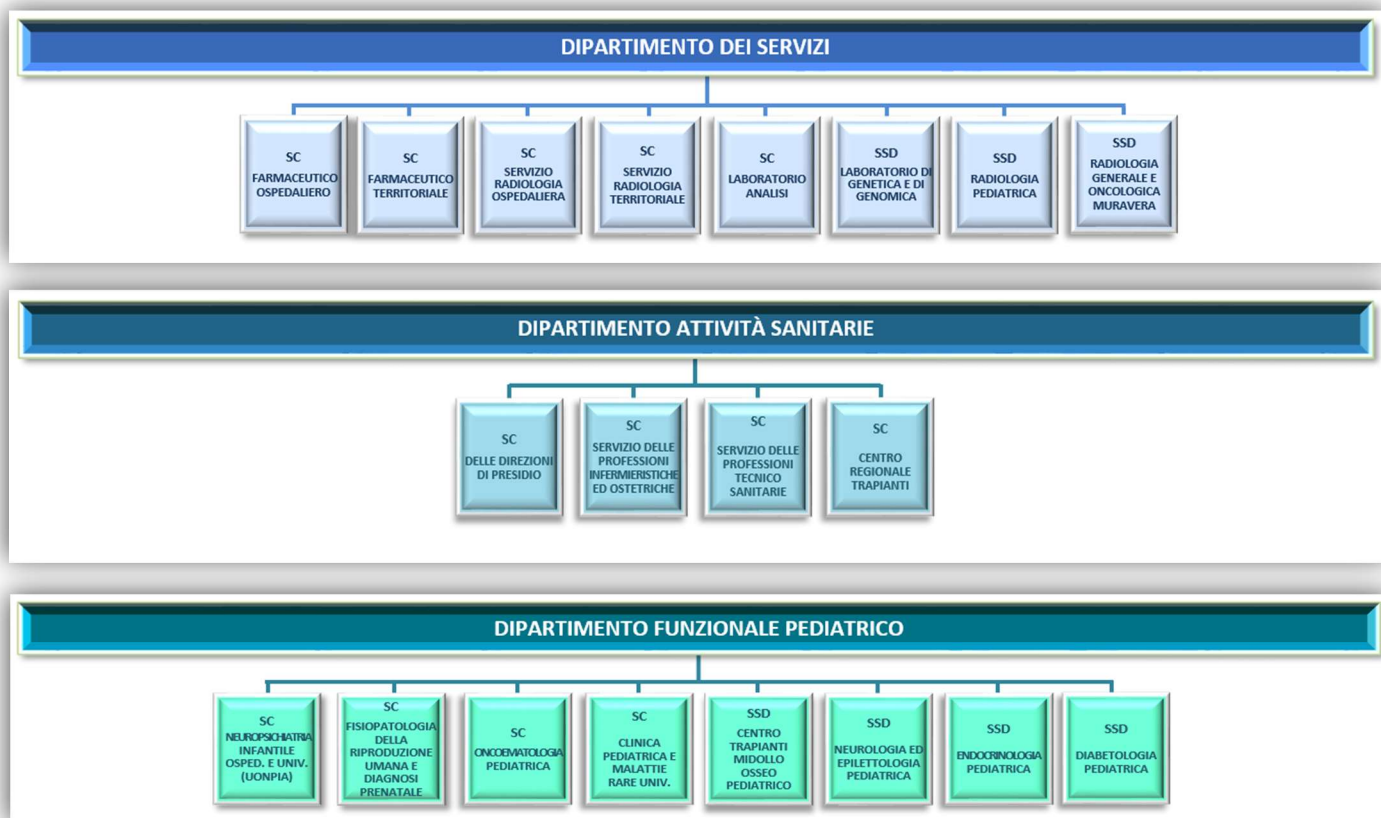 DIPARTIMENTO DEI SERVIZI
SC
FARMACEUTICO
OSPEDALIERO
SC
FARMACEUTICO
TERRITORIALE
SC
SERVIZIO
RADIOLOGIA
OSPEDALIERA
SC
SERVIZIO
RADIOLOGIA
TERRITORIALE
SC
LABORATORIO
ANALISI
SSD
LABORATORIO DI
GENETICA E DI
GENOMICA
SSD
RADIOLOGIA
PEDIATRICA
SSD
RADIOLOGIA
GENERALE E
ONCOLOGICA
MURAVERA
DIPARTIMENTO ATTIVITÀ SANITARIE
SC
DELLE DIREZIONI
DI PRESIDIO
SC
SERVIZIO DELLE
PROFESSIONI
INFERMIERISTICHE
ED OSTETRICHE
SC
SERVIZIO DELLE
PROFESSIONI
TECNICO
SANITARIE
SC
CENTRO
REGIONALE
TRAPIANTI
DIPARTIMENTO FUNZIONALE PEDIATRICO
SC
NEUROPSICHIATRIA
INFANTILE
OSPED. E UNIV.
(UONPIA)
SC
FISIOPATOLOGIA
DELLA
RIPRODUZIONE
UMANA E
DIAGNOSI
PRENATALE
SC
ONCOEMATOLOGIA
PEDIATRICA
SC
CLINICA
PEDIATRICA E
MALATTIE
RARE UNIV.
SSD
CENTRO
TRAPIANTI
MIDOLLO
OSSEO
PEDIATRICO
SSD
NEUROLOGIA ED
EPILETTOLOGIA
PEDIATRICA
SSD
ENDOCRINOLOGIA
PEDIATRICA
SSD
DIABETOLOGIA
PEDIATRICA